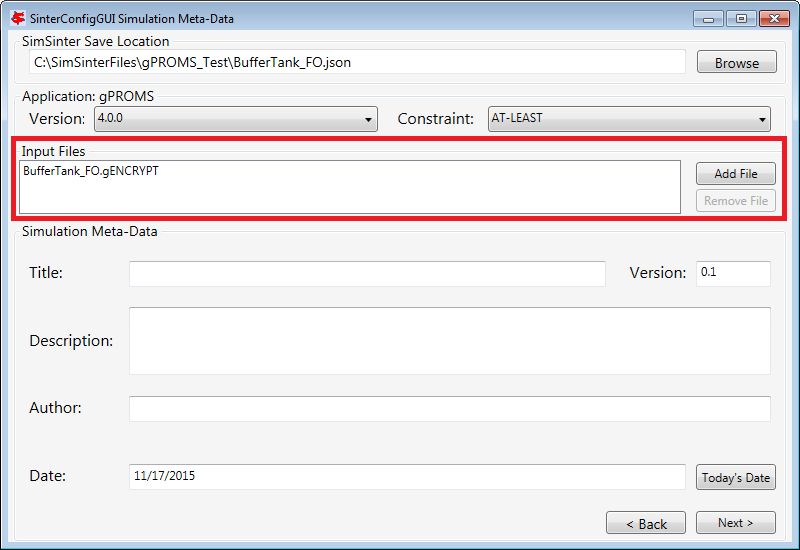 SinterConfigGUI Simulation Meta-Data
SimSinter Save Location
C:\SimSinterFiles\gPROMS_Test\BufferTank_FO.json
Browse
Application: gPROMS
Version: 4.0.0 Constraint: AT-LEAST
Input Files
BufferTank_FO.gENCRYPT
Add File
Remove File
Simulation Meta-Data
Title: Version: 0.1
Description:
Author:
Date: 11/17/2015 Today's Date
< Back Next >